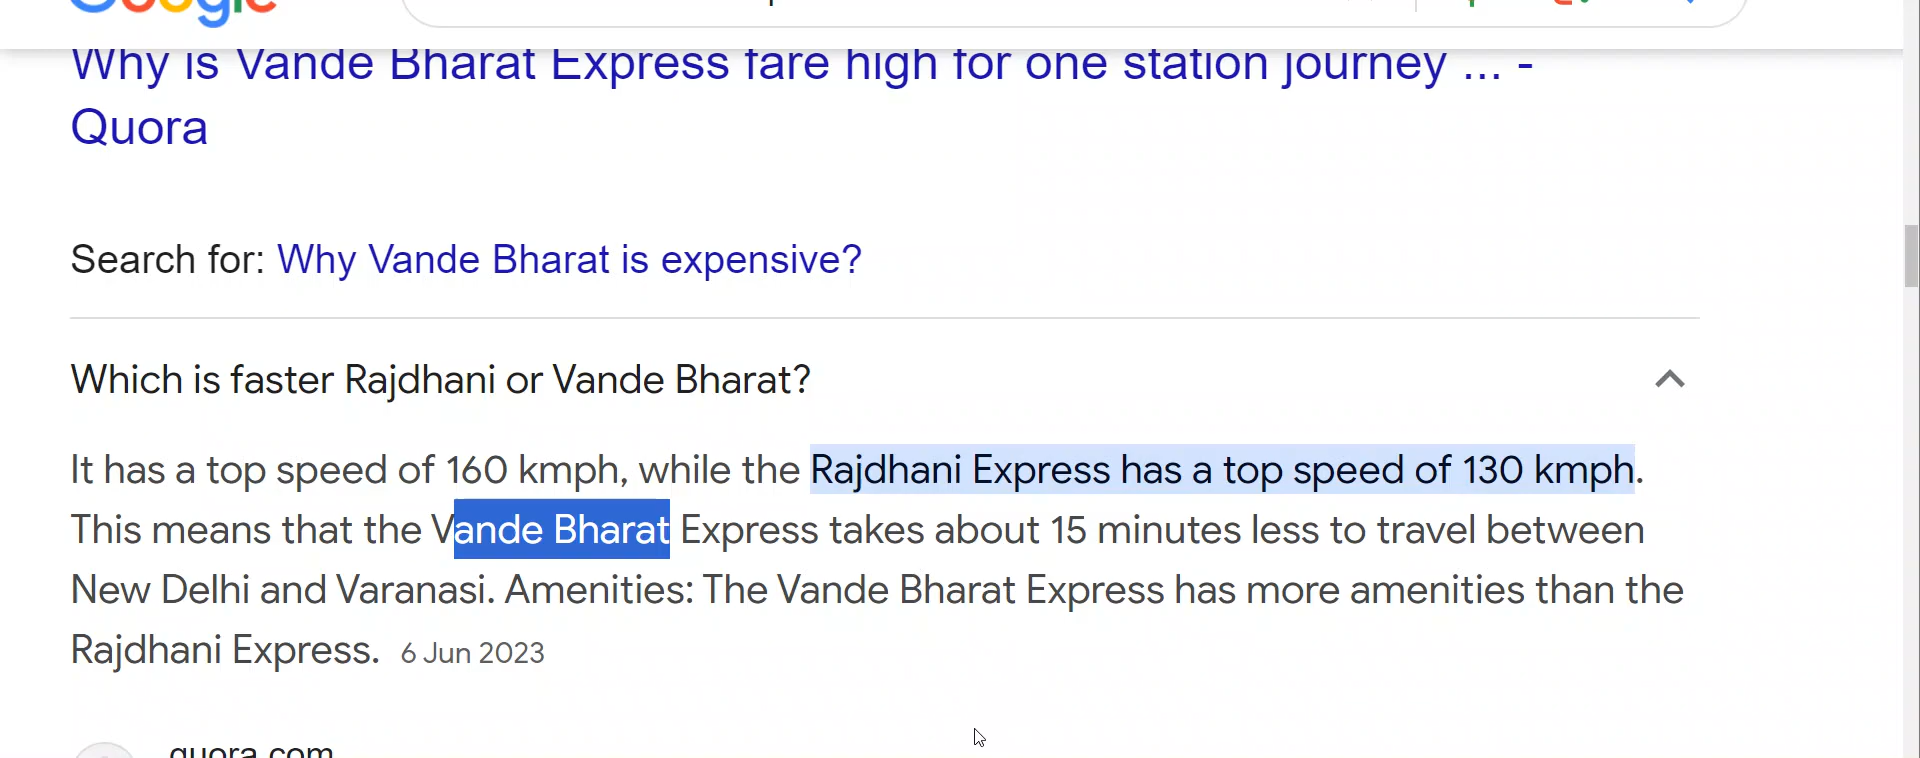 Google
Why is Vande Bharat Express fare high for one station journey ... -
Quora
Search for: Why Vande Bharat is expensive?
Which is faster Rajdhani or Vande Bharat?
It has a top speed of 160 kmph, while the Rajdhani Express has a top speed of 130 kmph.
This means that the Vande Bharat Express takes about 15 minutes less to travel between
New Delhi and Varanasi. Amenities: The Vande Bharat Express has more amenities than the
Rajdhani Express. 6 Jun 2023
quora.com